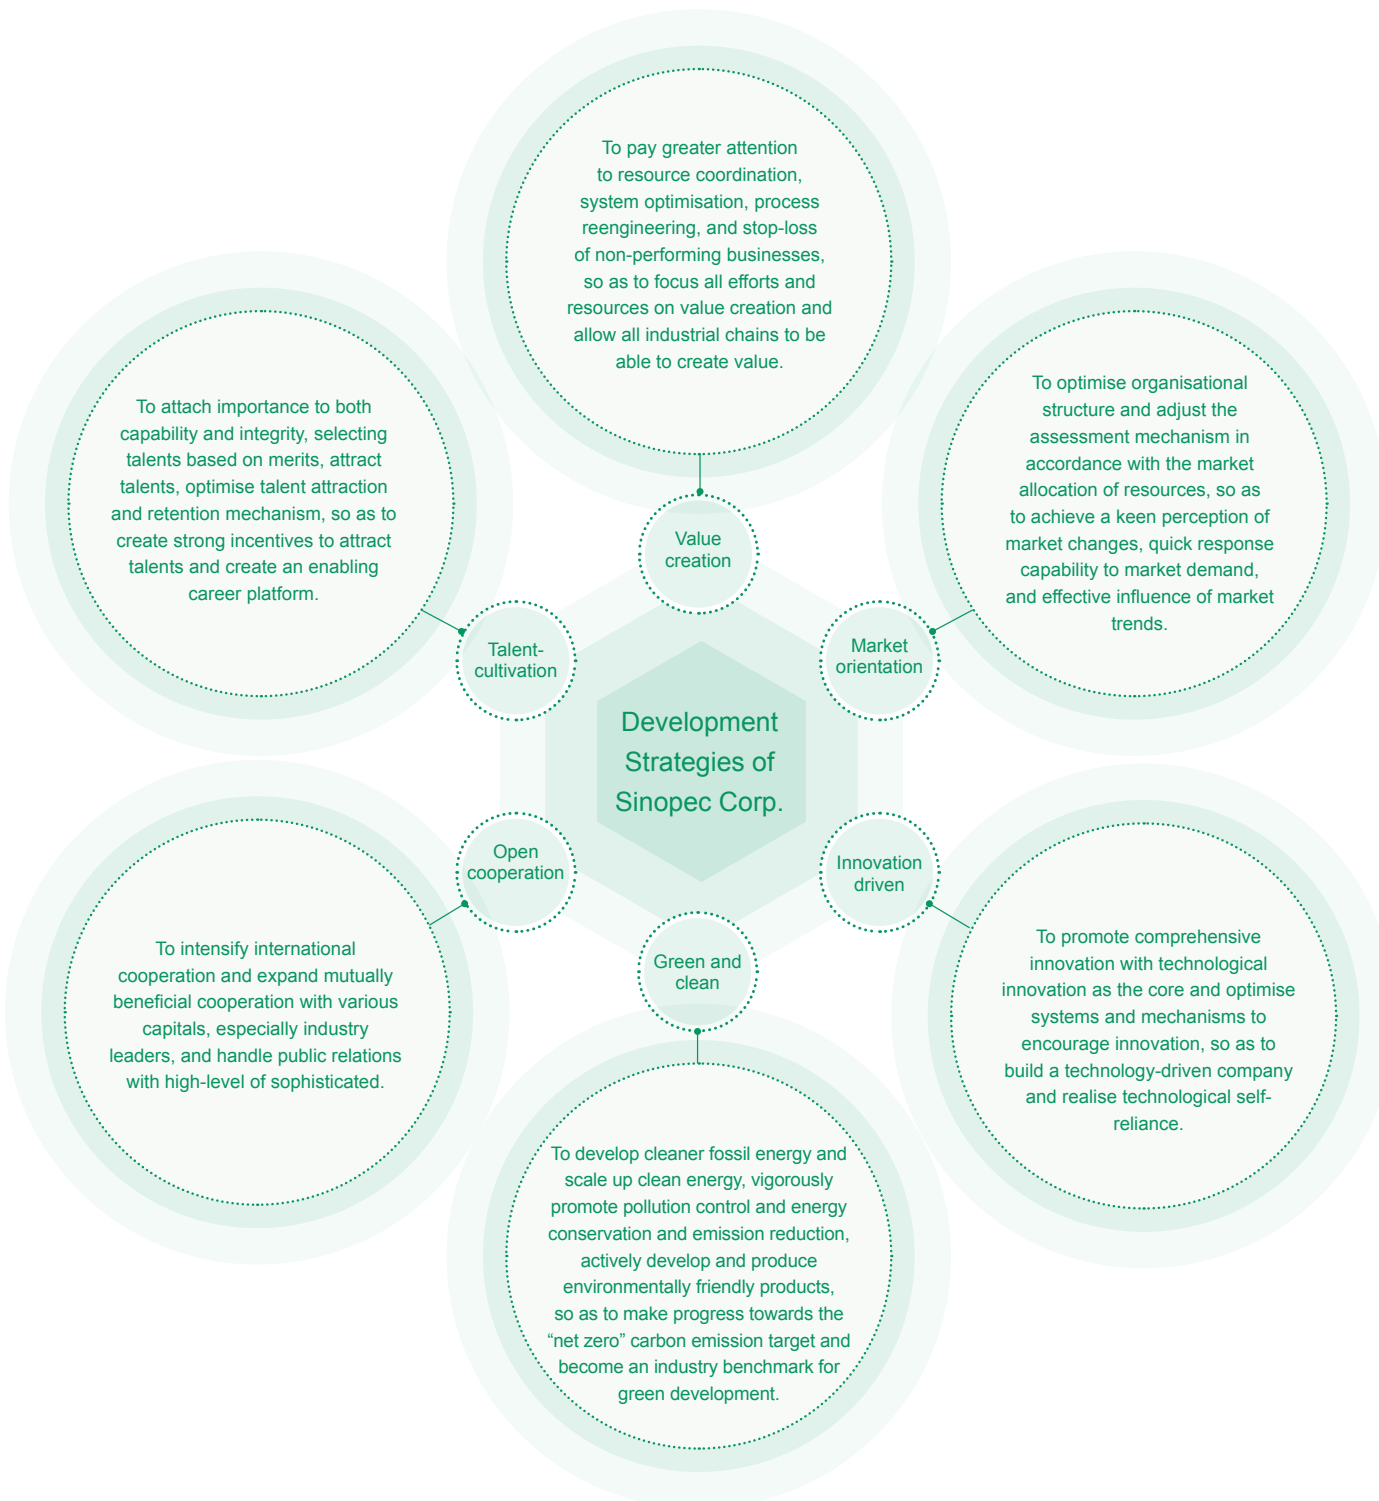 To pay greater attention
to resource coordination,
system optimisation, process
reengineering, and stop-loss
of non-performing businesses,
so as to focus all efforts and
resources on value creation and
allow all industrial chains to be
able to create value.
To attach importance to both
capability and integrity, selecting
talents based on merits, attract
talents, optimise talent attraction
and retention mechanism, so as to
create strong incentives to attract
talents and create an enabling
career platform.
To optimise organisational
structure and adjust the
assessment mechanism in
accordance with the market
allocation of resources, so as
to achieve a keen perception of
market changes, quick response
capability to market demand,
and effective influence of market
trends.
Value
creation
Talent-
cultivation
Market
orientation
Development
Strategies of
Sinopec Corp.
Open
cooperation
Innovation
driven
Green and
clean
To intensify international
cooperation and expand mutually
beneficial cooperation with various
capitals, especially industry
leaders, and handle public relations
with high-level of sophisticated.
To promote comprehensive
innovation with technological
innovation as the core and optimise
systems and mechanisms to
encourage innovation, so as to
build a technology-driven company
and realise technological self-
reliance.
To develop cleaner fossil energy and
scale up clean energy, vigorously
promote pollution control and energy
conservation and emission reduction,
actively develop and produce
environmentally friendly products,
so as to make progress towards the
“net zero” carbon emission target and
become an industry benchmark for
green development.